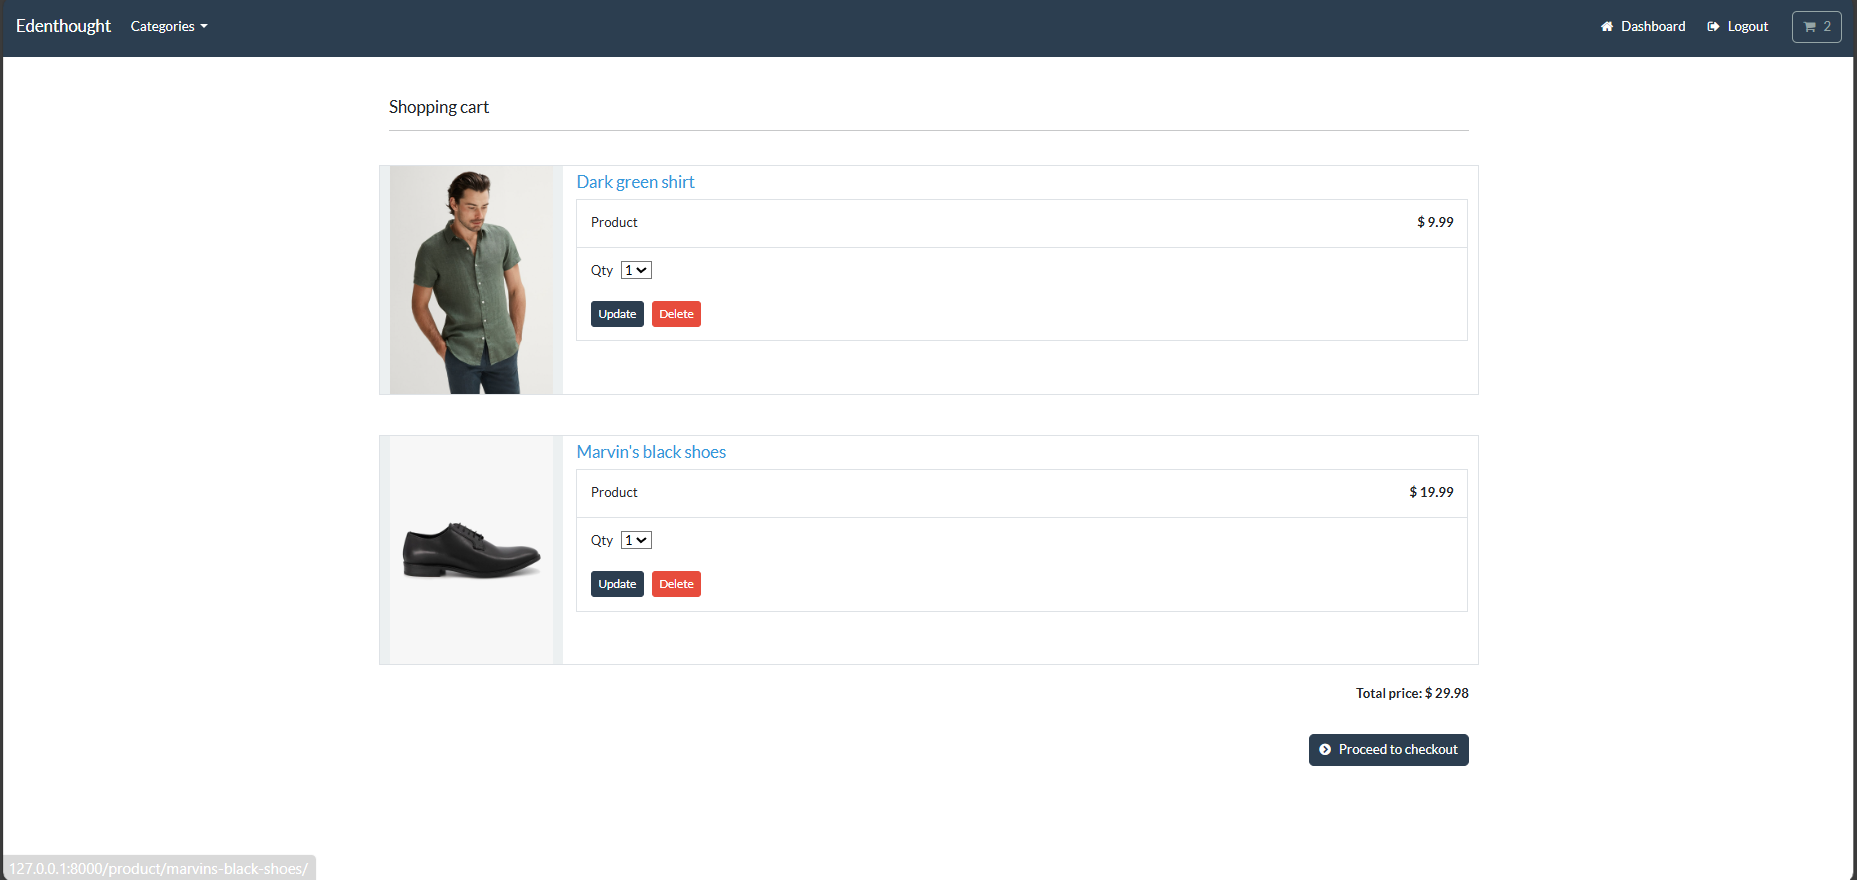 Edenthought Categories Dashboard Logout 2
Shopping cart
Dark green shirt
Product $ 9.99
Qty 1
Update Delete
Marvin's black shoes
Product $ 19.99
Qty 1
Update Delete
Total price: $ 29.98
Proceed to checkout
127.0.0.1:8000/product/marvins-black-shoes/